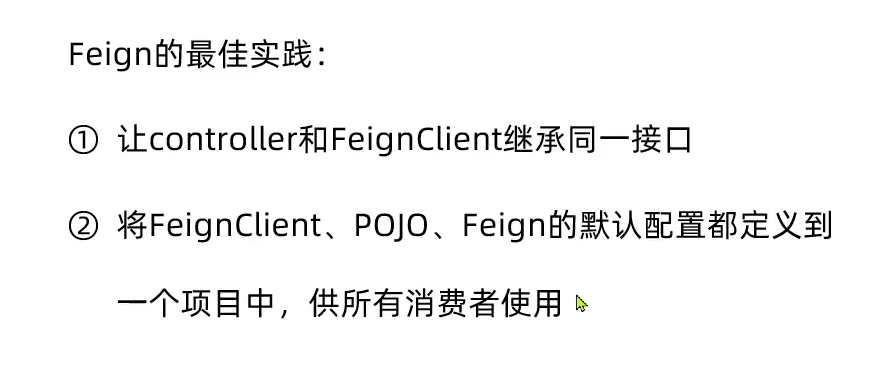 Feign的最佳实践：
① 让controller和FeignClient继承同一接口
② 将FeignClient、POJO、Feign的默认配置都定义到
一个项目中，供所有消费者使用